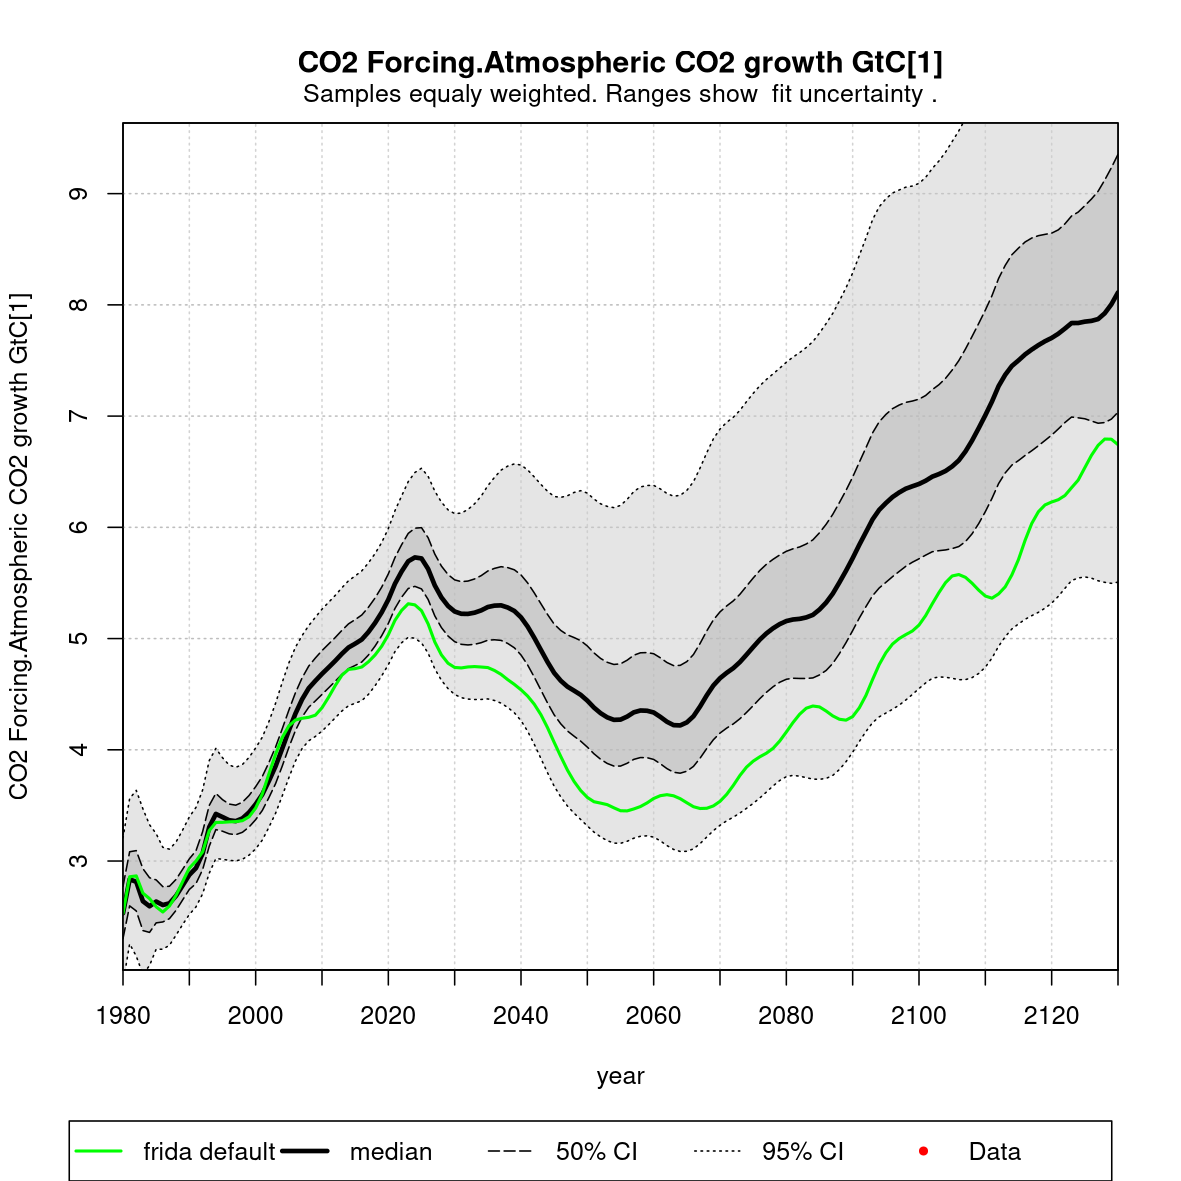 CO2 Forcing.Atmospheric CO2 growth GtC[1]
Samples equaly weighted. Ranges show  fit uncertainty .
CO2 Forcing.Atmospheric CO2 growth GtC[1]
9
8
7
6
5
4
3
1980 2000 2020 2040 2060 2080 2100 2120
year
frida default median 50% CI 95% CI Data